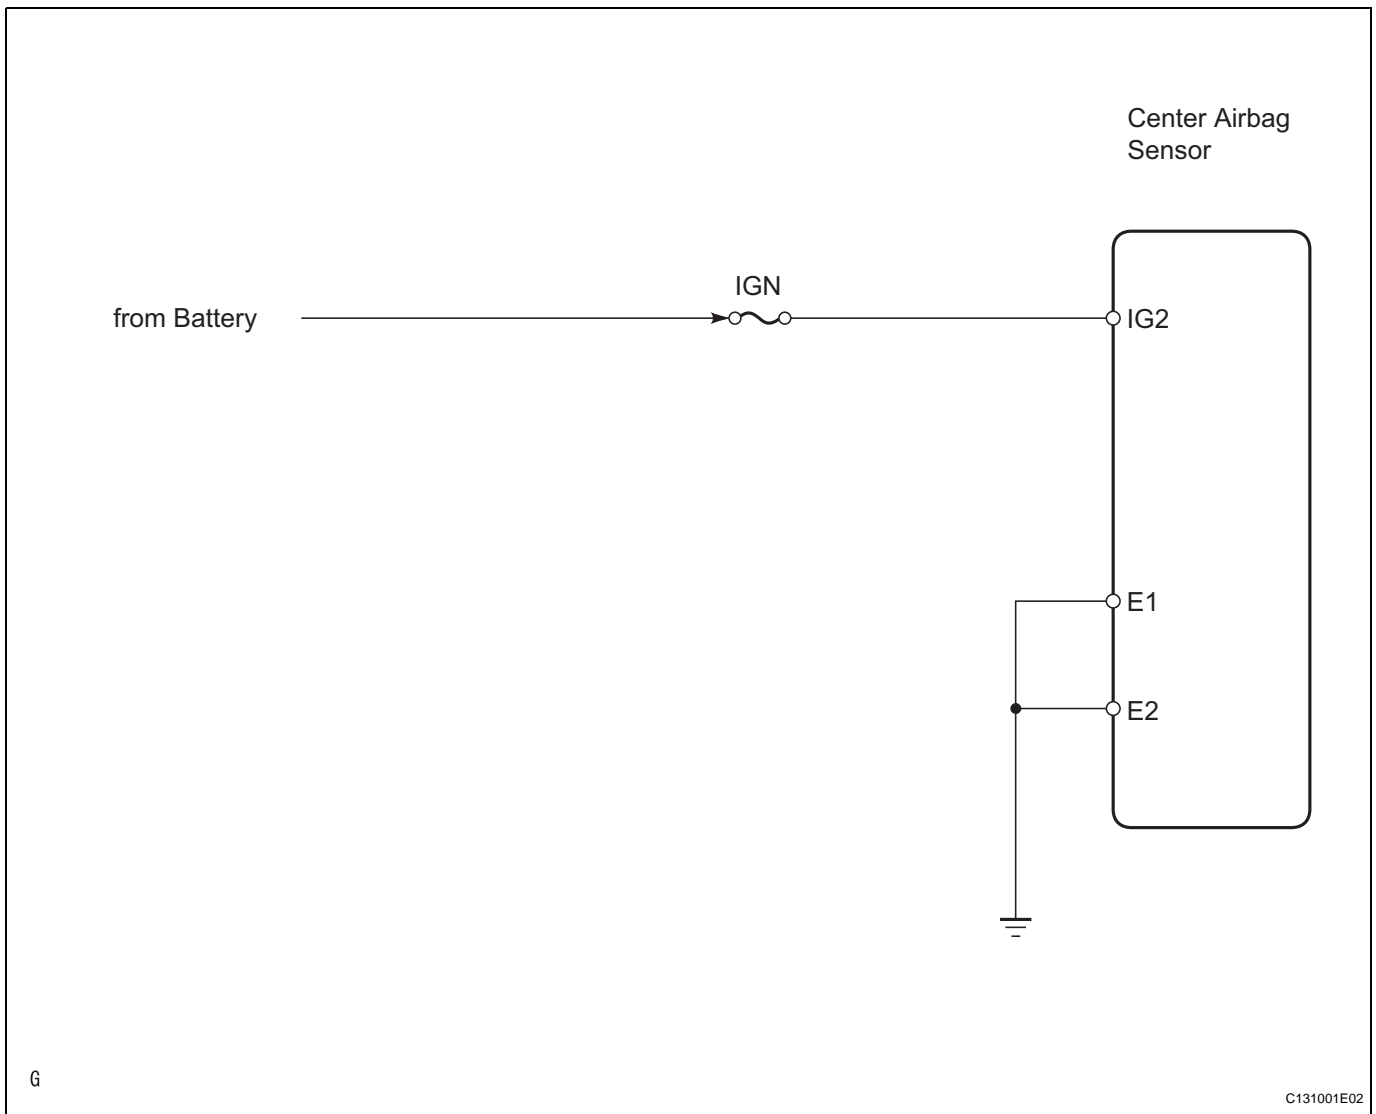 Center Airbag
Sensor
IGN
from Battery
IG2
E1
E2
G
C131001E02